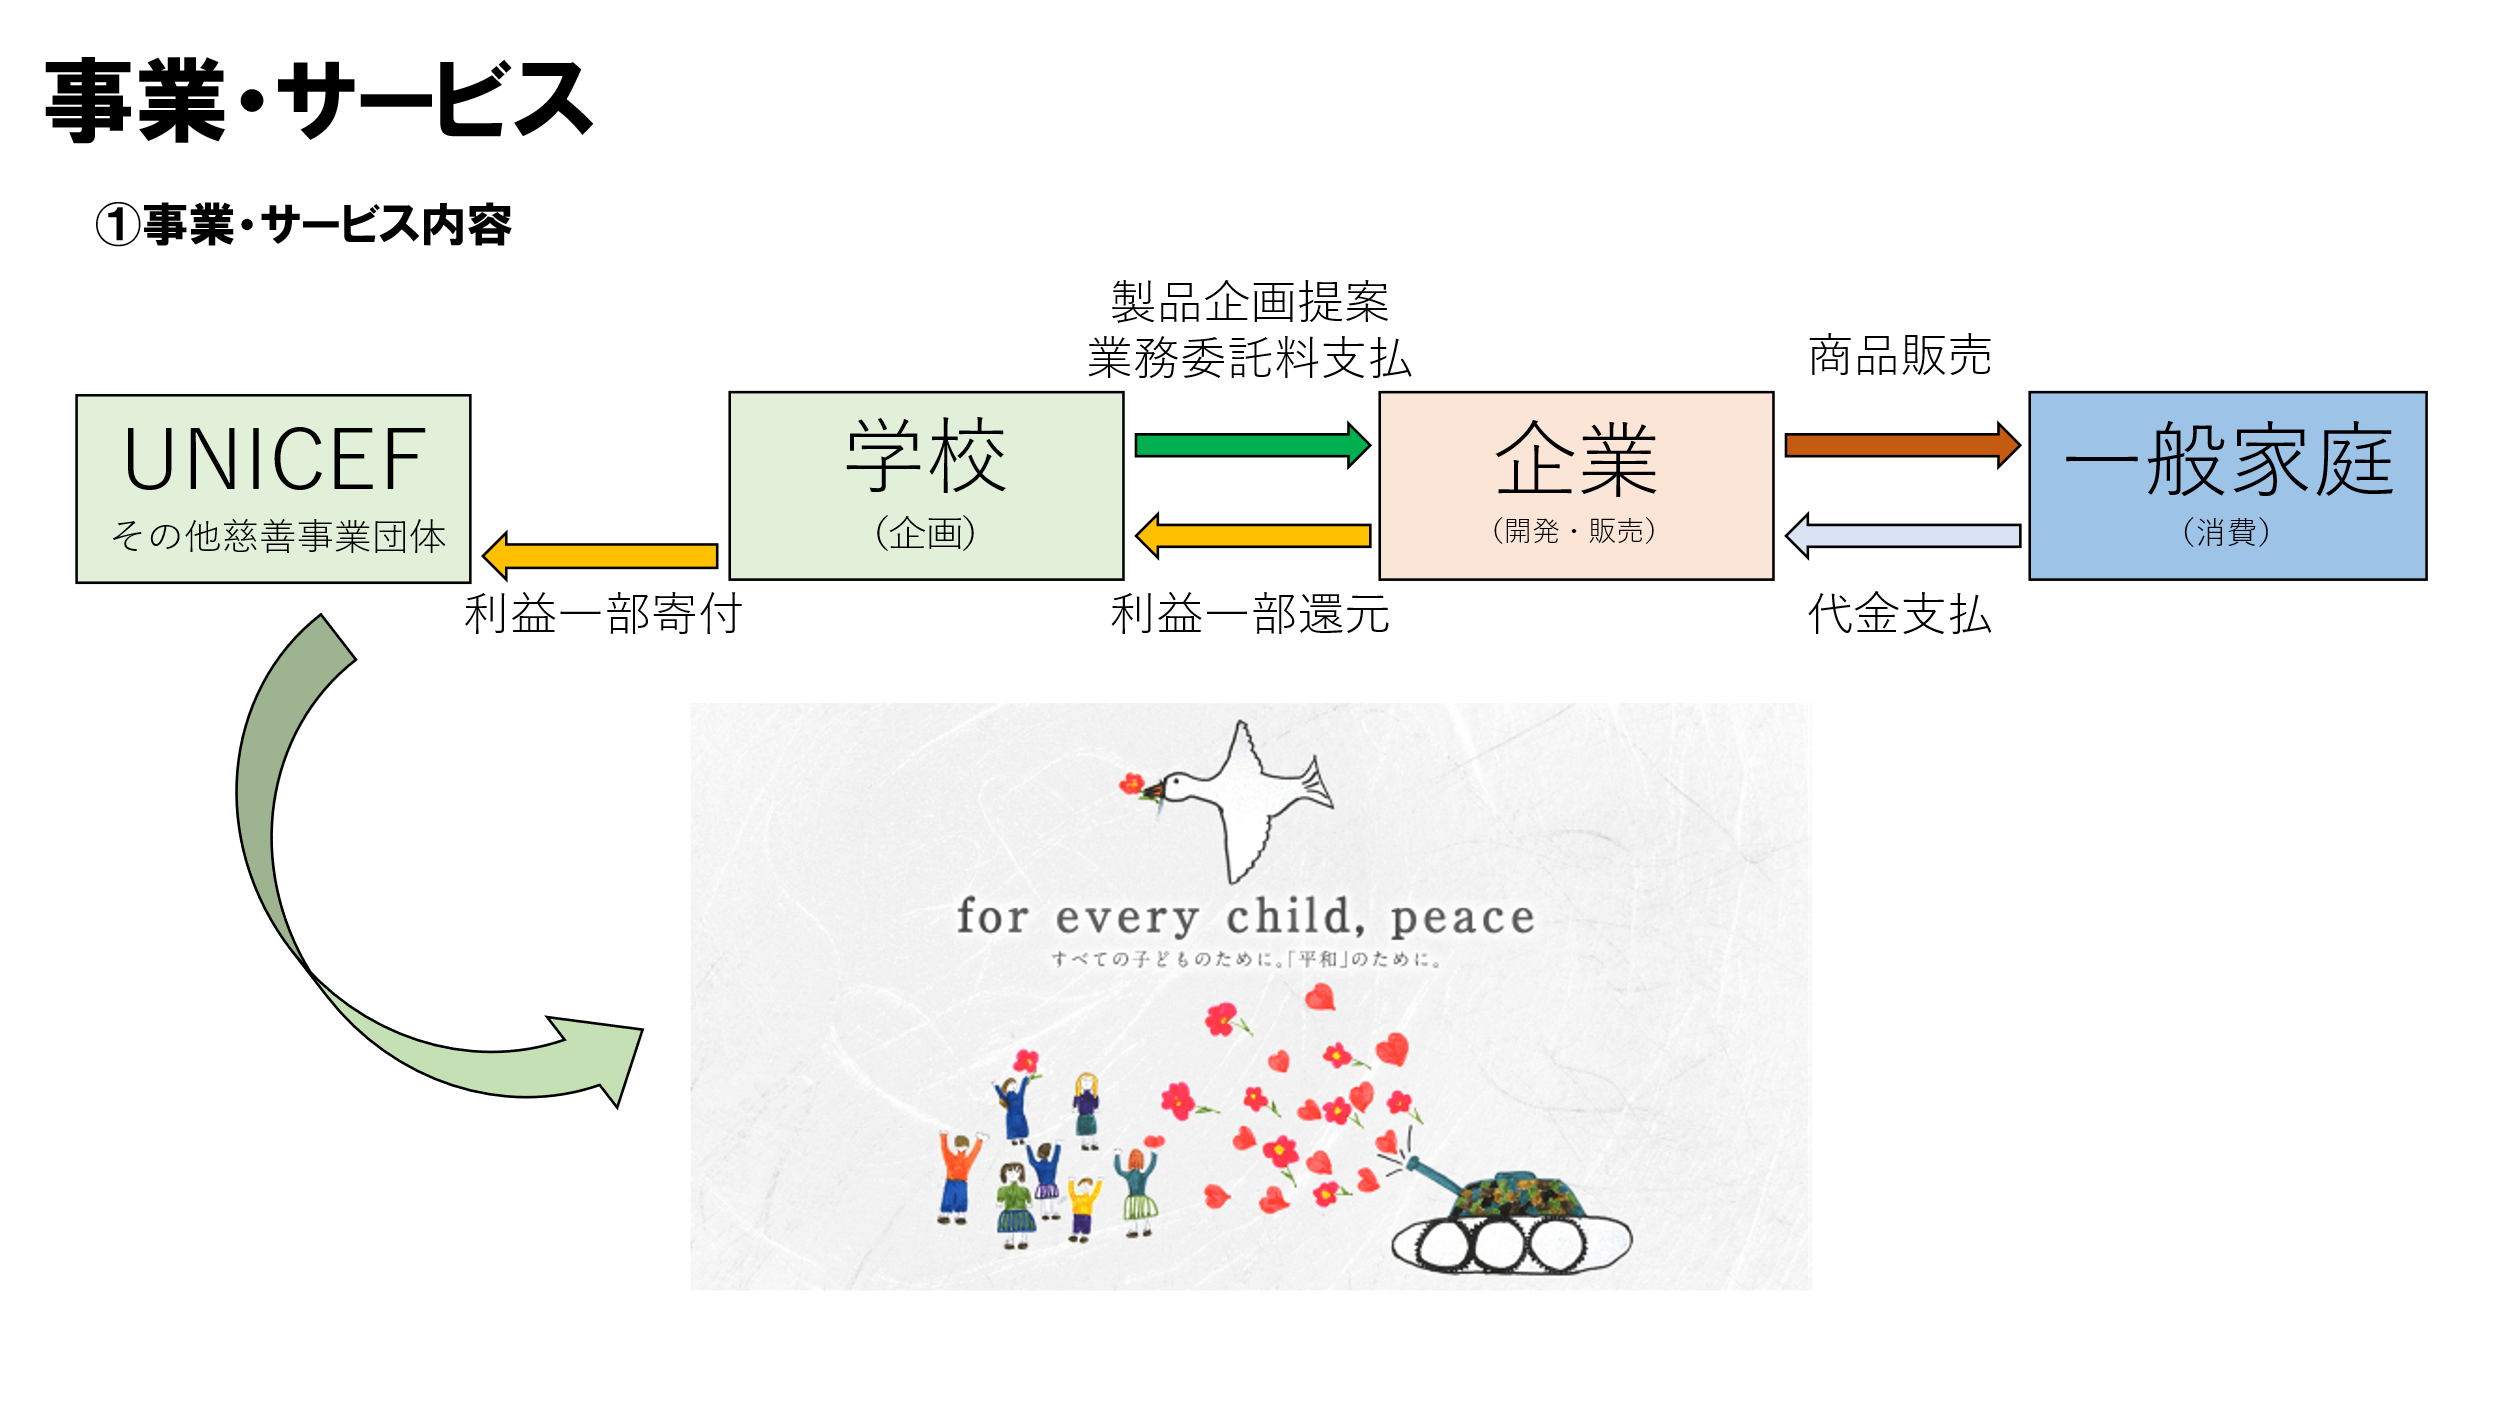 事業・サービス
①事業・サービス内容
製品企画提案
業務委託料支払
商品販売
UNICEF
その他慈善事業団体
学校
（企画）
企業
（開発・販売）
一般家庭
（消費）
利益一部寄付
利益一部還元
代金支払
for every child, peace
すべての子どものために。「平和」のために。